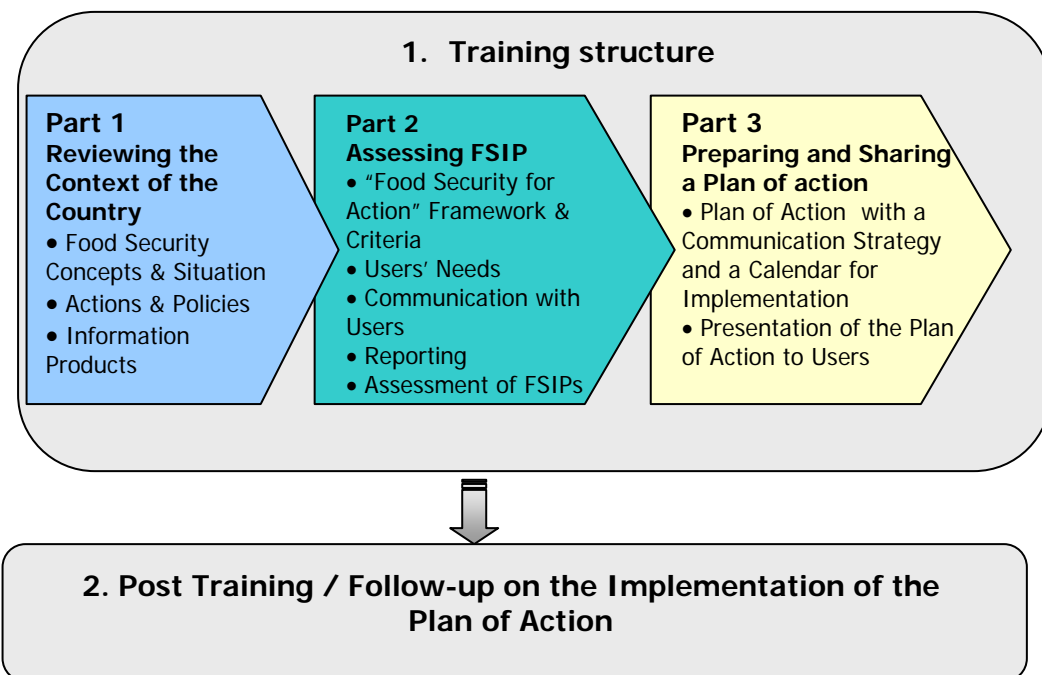 1. Training structure
Part 1
Reviewing the
Context of the
Country
• Food Security
Concepts & Situation
• Actions & Policies
• Information
Products
Part 2
Assessing FSIP
• “Food Security for
Action” Framework &
Criteria
• Users’ Needs
• Communication with
Users
• Reporting
• Assessment of FSIPs
Part 3
Preparing and Sharing
a Plan of action
• Plan of Action with a
Communication Strategy
and a Calendar for
Implementation
• Presentation of the Plan
of Action to Users
2. Post Training / Follow-up on the Implementation of the
Plan of Action